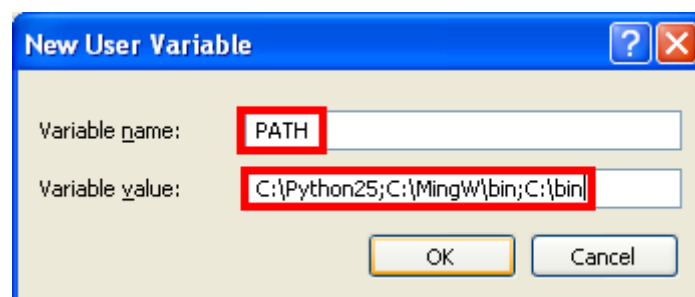 New User Variable
Variable name: PATH
Variable value: C:\Python25;C:\MingW\bin;C:\bin
OK Cancel